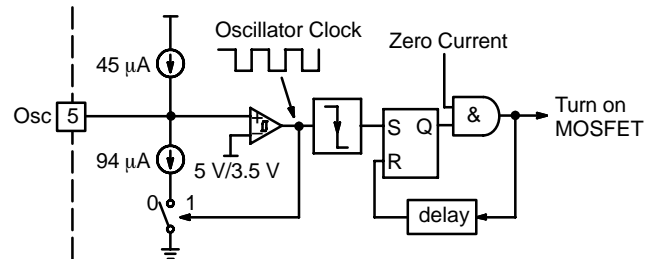 Oscillator Clock
Zero Current
45 μA
Osc 5
Turn on
MOSFET
+
−
S Q
R
&
94 μA
5 V/3.5 V
0 1
delay